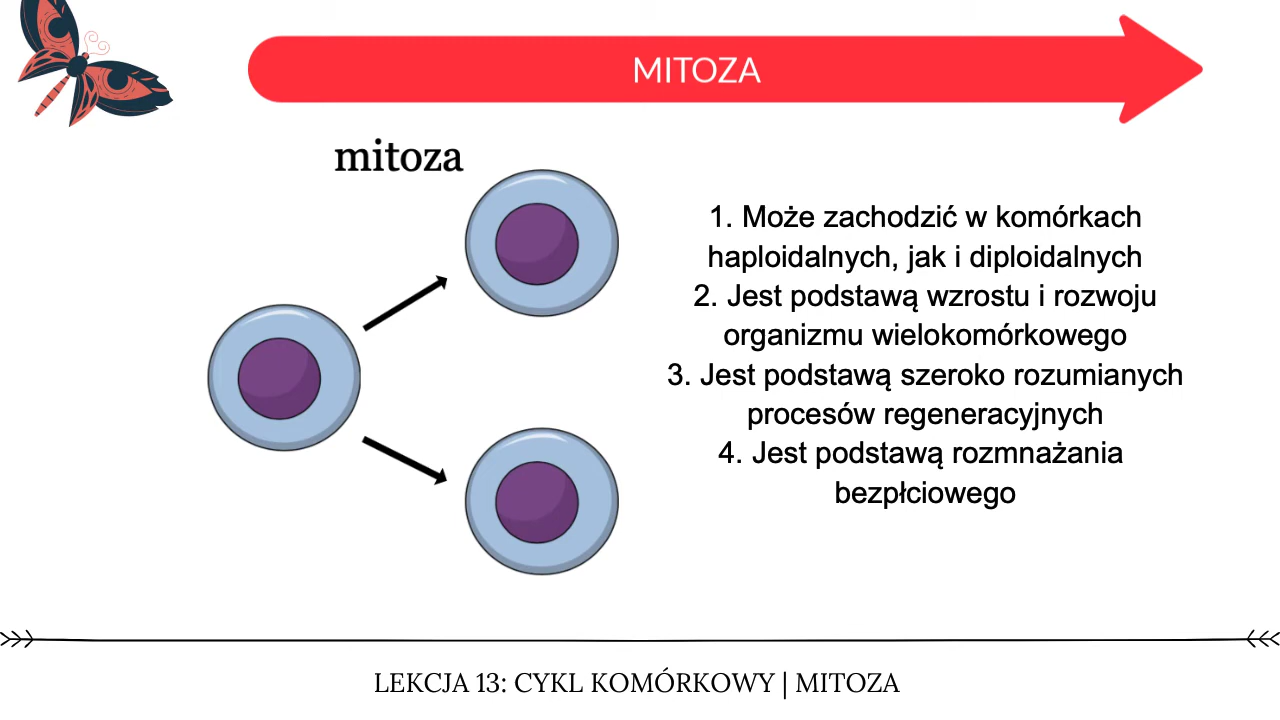 MITOZA
mitoza
1. Może zachodzić w komórkach
haploidalnych, jak i diploidalnych
2. Jest podstawą wzrostu i rozwoju
organizmu wielokomórkowego
3. Jest podstawą szeroko rozumianych
procesów regeneracyjnych
4. Jest podstawą rozmnażania
bezpłciowego
LEKCJA 13: CYKL KOMÓRKOWY | MITOZA